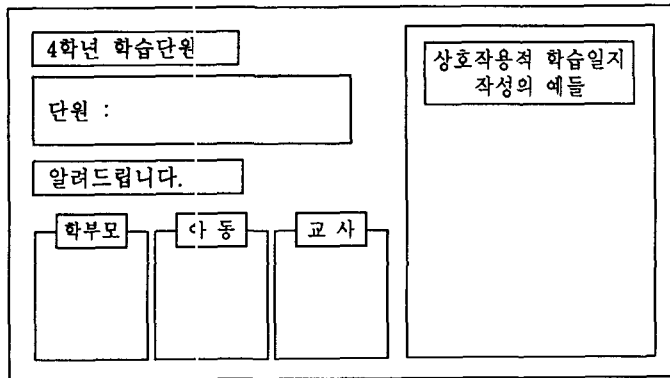 4학년 학습단원
단원 :
알려드립니다.
학부모
아 동
교 사
상호작용적 학습일지
작성의 예들